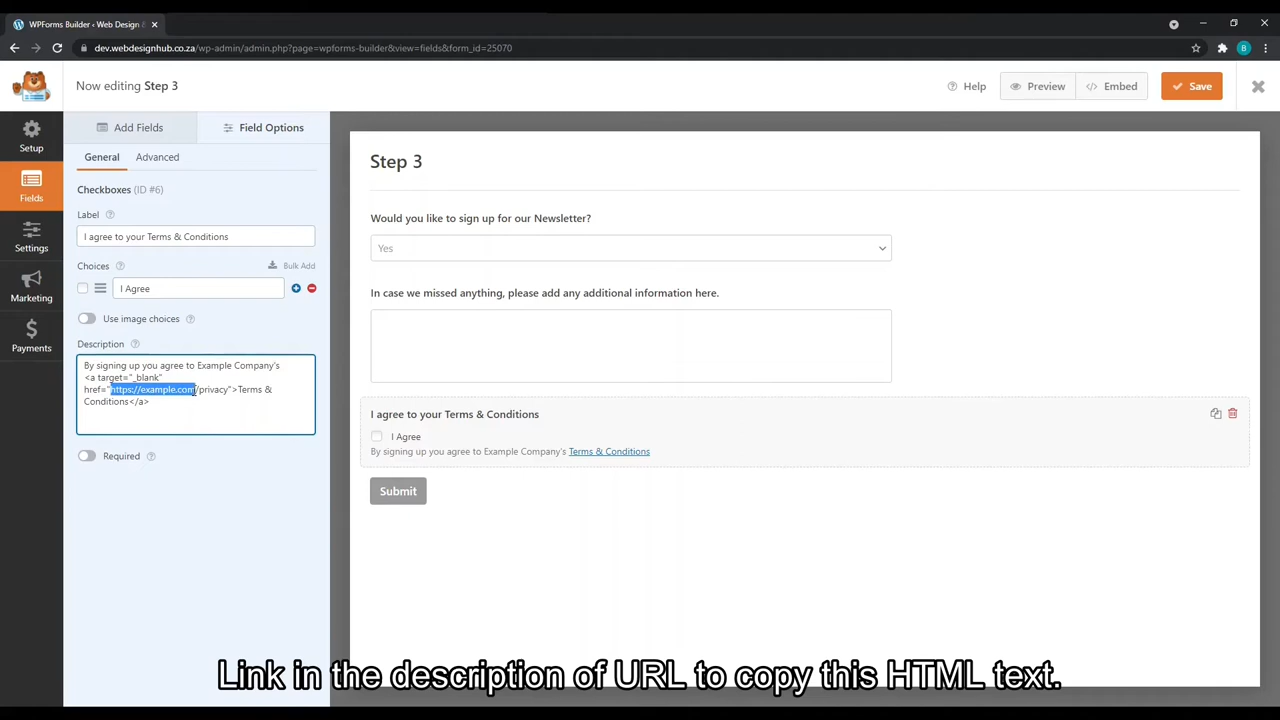 WPForms Builder ‹ Web Design &
dev.webdesignhub.co.za/wp-admin/admin.php?page=wpforms-builder&view=fields&form_id=25070
B
Now editing Step 3
Help
Preview
</> Embed
Save
Setup
Fields
Settings
Marketing
Payments
Add Fields
Field Options
General
Advanced
Checkboxes (ID #6)
Label
I agree to your Terms & Conditions
Choices
Bulk Add
I Agree
Use image choices
Description
By signing up you agree to Example Company's
<a target="_blank"
href="https://example.com/privacy">Terms &
Conditions</a>
Required
Step 3
Would you like to sign up for our Newsletter?
Yes
In case we missed anything, please add any additional information here.
I agree to your Terms & Conditions
I Agree
By signing up you agree to Example Company's Terms & Conditions
Submit
Link in the description of URL to copy this HTML text.